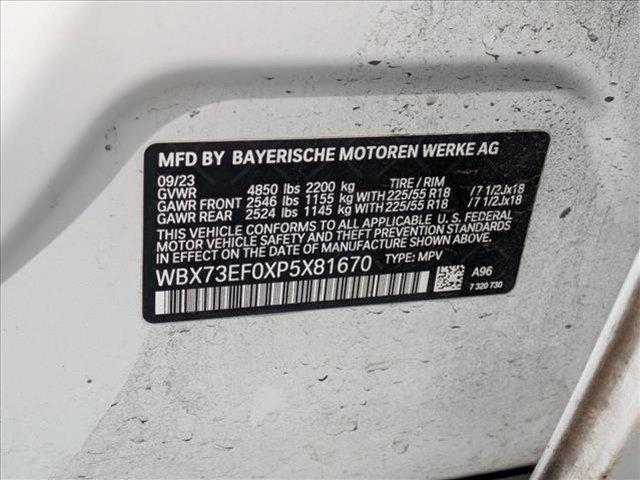 MFD BY BAYERISCHE MOTOREN WERKE AG
09/23
GVWR 4850 lbs 2200 kg TIRE / RIM
GAWR FRONT 2546 lbs 1155 kg WITH 225/55 R18 /7 1/2Jx18
GAWR REAR 2524 lbs 1145 kg WITH 225/55 R18 /7 1/2Jx18
THIS VEHICLE CONFORMS TO ALL APPLICABLE U. S. FEDERAL
MOTOR VEHICLE SAFETY AND THEFT PREVENTION STANDARDS
IN EFFECT ON THE DATE OF MANUFACTURE SHOWN ABOVE.
WBX73EF0XP5X81670 TYPE: MPV
A96
7 320 730